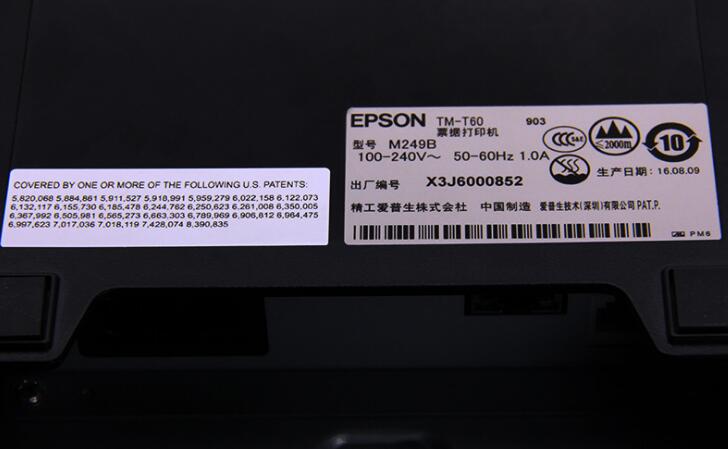 COVERED BY ONE OR MORE OF THE FOLLOWING U.S. PATENTS:
5,820,068 5,884,861 5,911,527 5,918,991 5,959,279 6,022,158 6,122,073
6,132,117 6,155,730 6,185,478 6,244,762 6,250,623 6,261,008 6,350,005
6,367,992 6,505,981 6,565,273 6,663,303 6,789,969 6,906,812 6,964,475
6,997,623 7,017,036 7,018,119 7,428,074 8,390,835
EPSON TM-T60 903
票据打印机
型号 M249B
CCC S&E
≤2000m
10
100-240V～ 50-60Hz 1.0A
生产日期：16.08.09
出厂编号 X3J6000852
精工爱普生株式会社 中国制造 爱普生技术(深圳)有限公司 PAT.P.
PM6